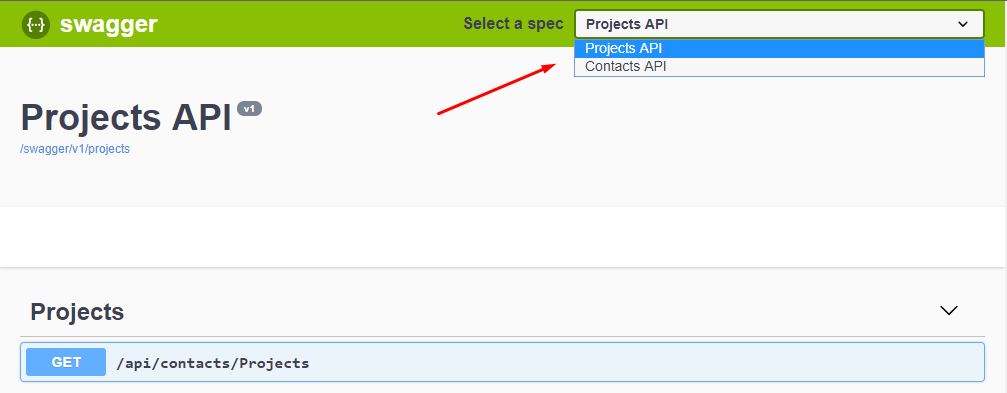 swagger
Select a spec
Projects API
Projects API
Contacts API
Projects API v1
/swagger/v1/projects
Projects
GET /api/contacts/Projects